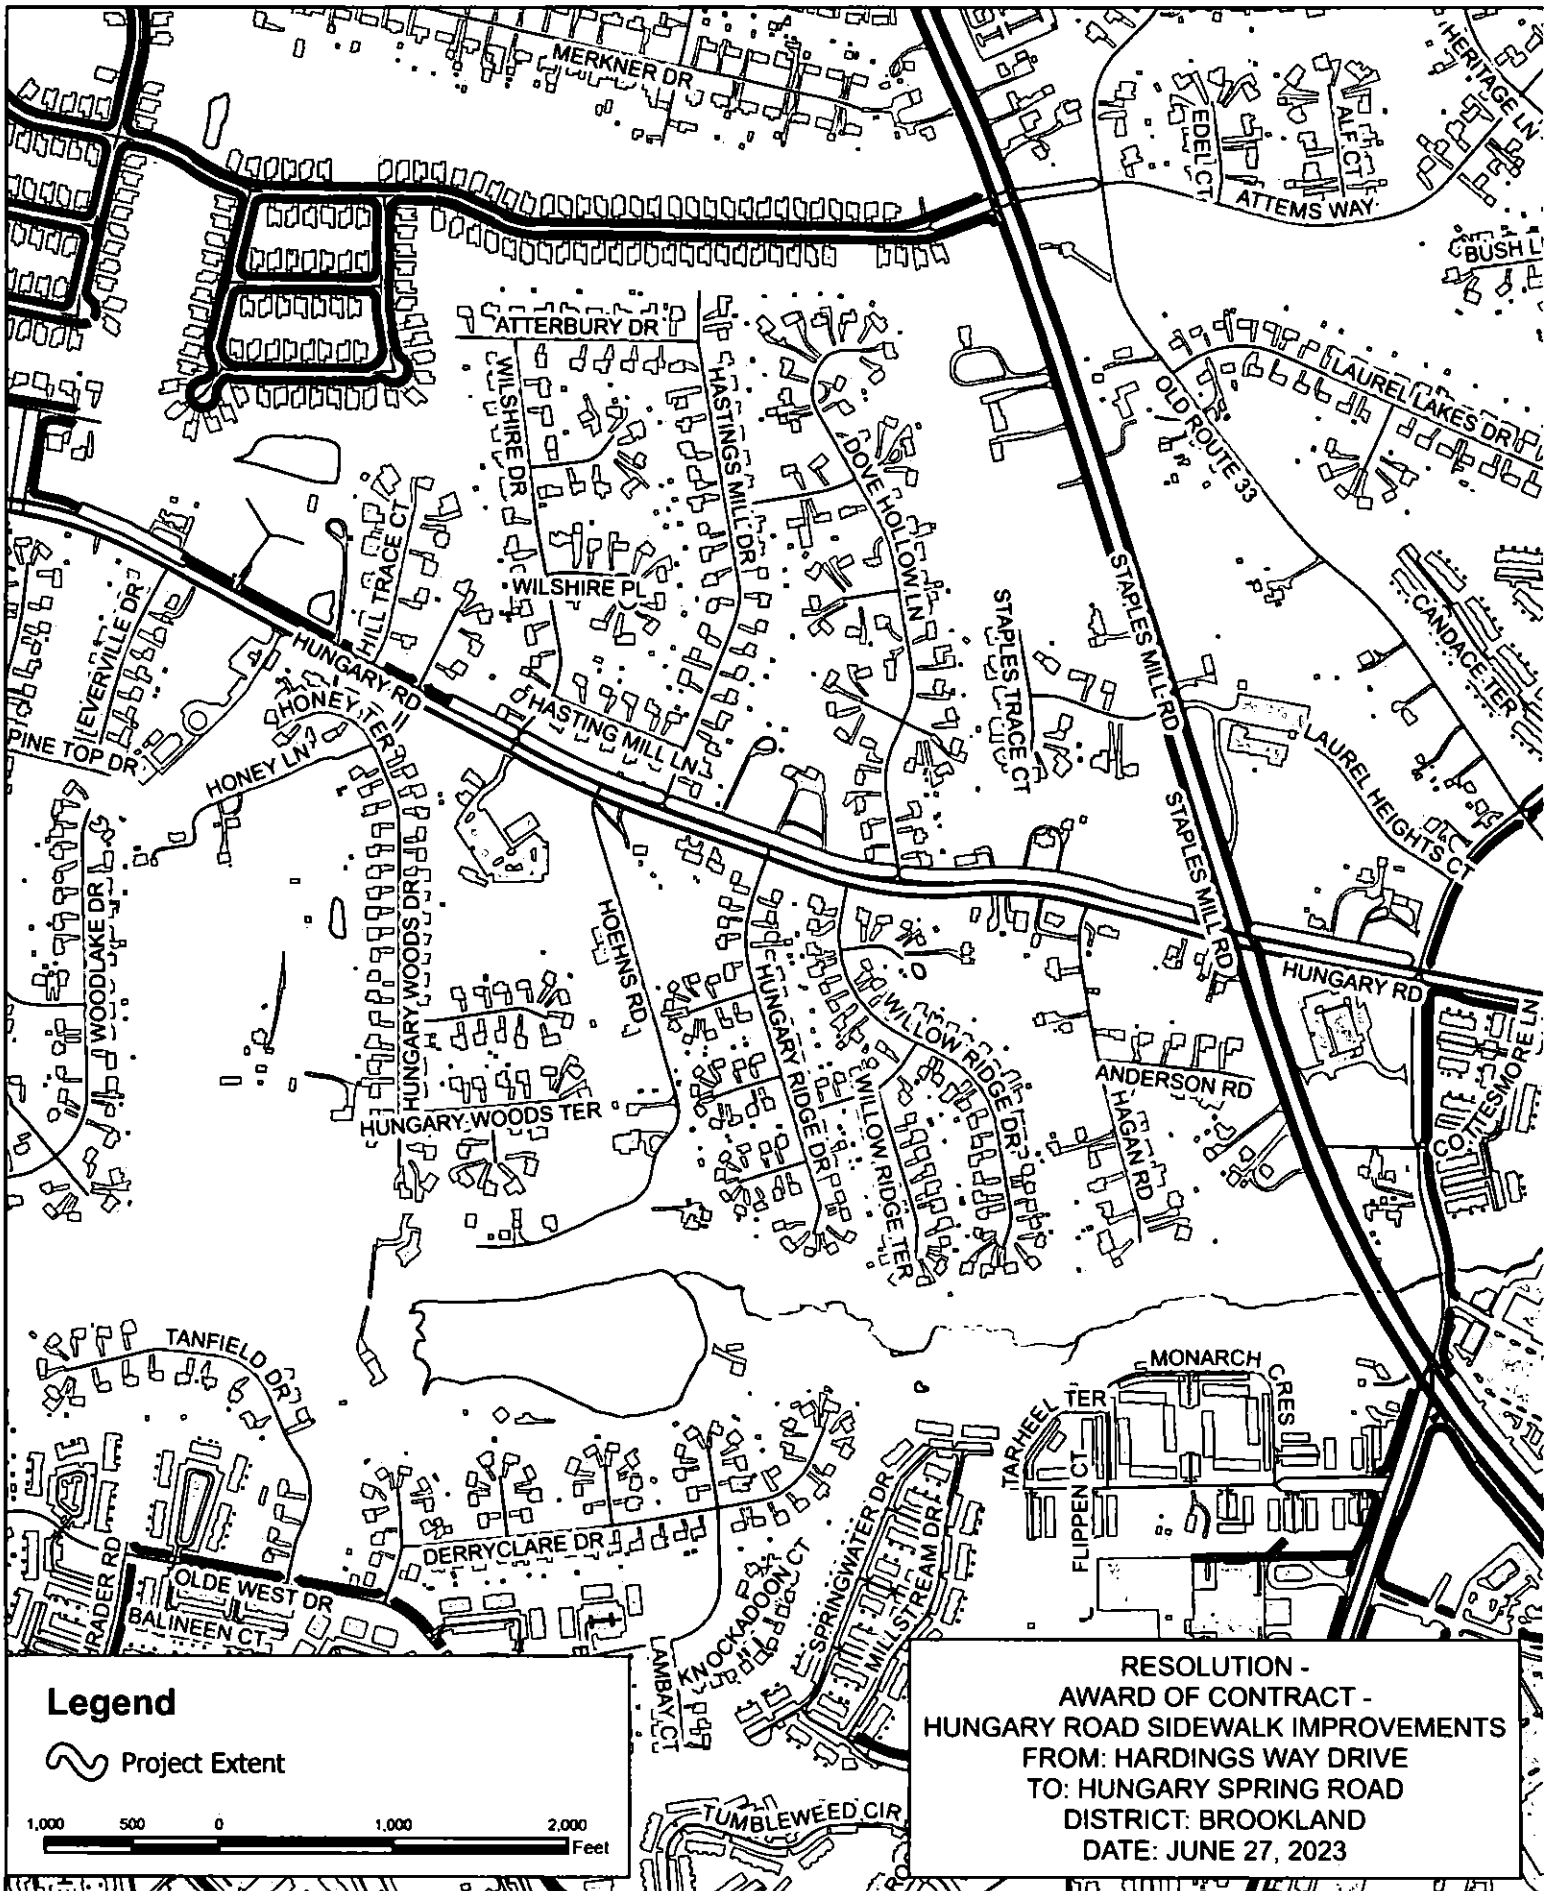 MERKNER DR
HERITAGE LN
EDEL CT
ALF CT
ATTEMS WAY
ATTERBURY DR
WILSHIRE DR
HASTINGS MILL DR
DOVE HOLLOW LN
OLD ROUTE 33
LAUREL LAKES DR
HILL TRACE CT
WILSHIRE PL
STAPLES MILL RD
STAPLES TRACE CT
CANDACE TER
LEVERVILLE DR
HUNGARY RD
HONEY TER
HASTING MILL LN
PINE TOP DR
HONEY LN
STAPLES MILL RD
LAUREL HEIGHTS CT
WOODLAKE DR
HUNGARY WOODS DR
HOEHNS RD
HUNGARY RD
HUNGARY RIDGE DR
WILLOW RIDGE DR
COTTESMORE LN
ANDERSON RD
HUNGARY WOODS TER
WILLOW RIDGE TER
HAGAN RD
TANFIELD DR
MONARCH CRES
TARHEEL TER
FLIPPEN CT
SPRINGWATER DR
MILLSTREAM DR
DERRYCLARE DR
HRADER RD
OLDE WEST DR
BALINEEN CT
KNOCKADOON CT
AMBAY CT
TUMBLEWEED CIR
Legend
Project Extent
1,000 500 0 1,000 2,000
Feet
RESOLUTION -
AWARD OF CONTRACT -
HUNGARY ROAD SIDEWALK IMPROVEMENTS
FROM: HARDINGS WAY DRIVE
TO: HUNGARY SPRING ROAD
DISTRICT: BROOKLAND
DATE: JUNE 27, 2023